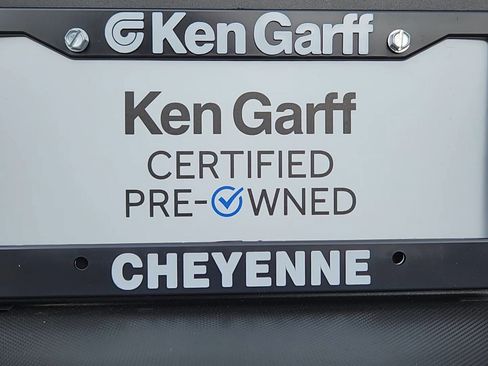 Ken Garff
Ken Garff
CERTIFIED
PRE-OWNED
CHEYENNE